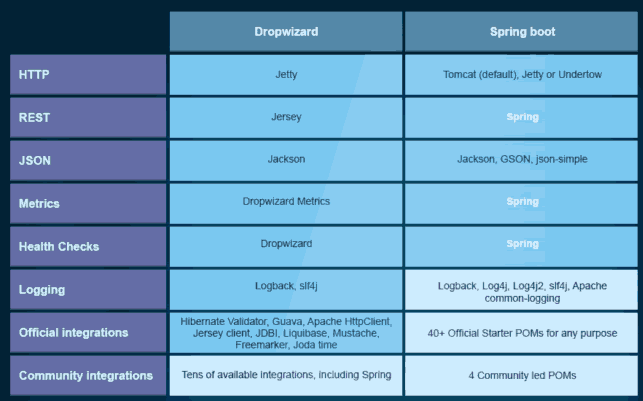 Dropwizard
Spring boot
HTTP
Jetty
Tomcat (default), Jetty or Undertow
REST
Jersey
Spring
JSON
Jackson
Jackson, GSON, json-simple
Metrics
Dropwizard Metrics
Spring
Health Checks
Dropwizard
Spring
Logging
Logback, slf4j
Logback, Log4j, Log4j2, slf4j, Apache
common-logging
Official integrations
Hibernate Validator, Guava, Apache HttpClient,
Jersey client, JDBI, Liquibase, Mustache,
Freemarker, Joda time
40+ Official Starter POMs for any purpose
Community integrations
Tens of available integrations, including Spring
4 Community led POMs